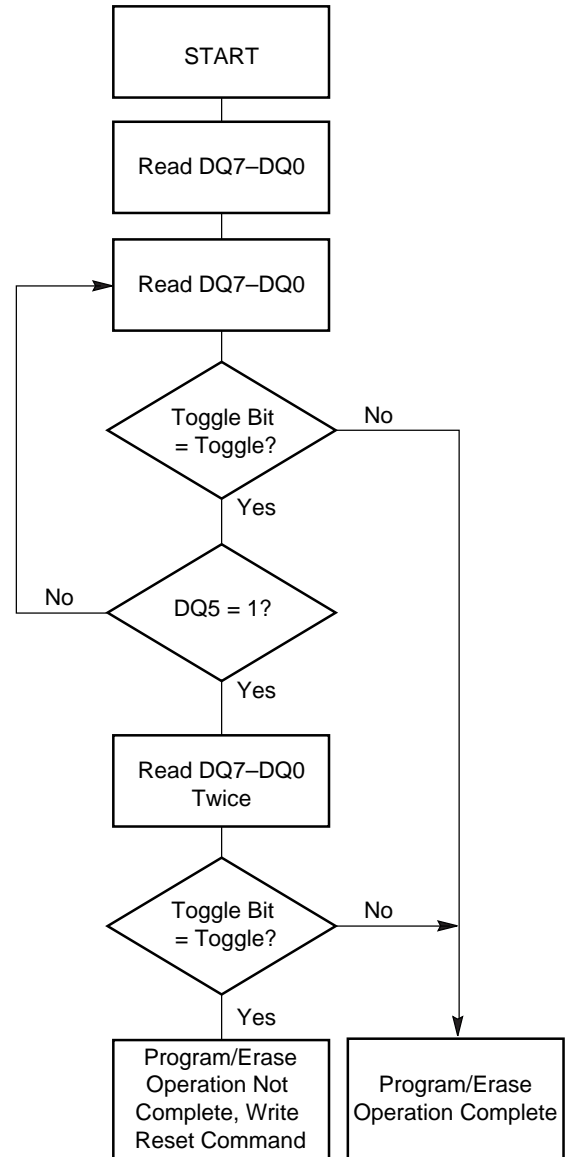 START
Read DQ7–DQ0
Read DQ7–DQ0
Toggle Bit
= Toggle?
No
Yes
No
DQ5 = 1?
Yes
Read DQ7–DQ0
Twice
Toggle Bit
= Toggle?
No
Yes
Program/Erase
Operation Not
Complete, Write
Reset Command
Program/Erase
Operation Complete